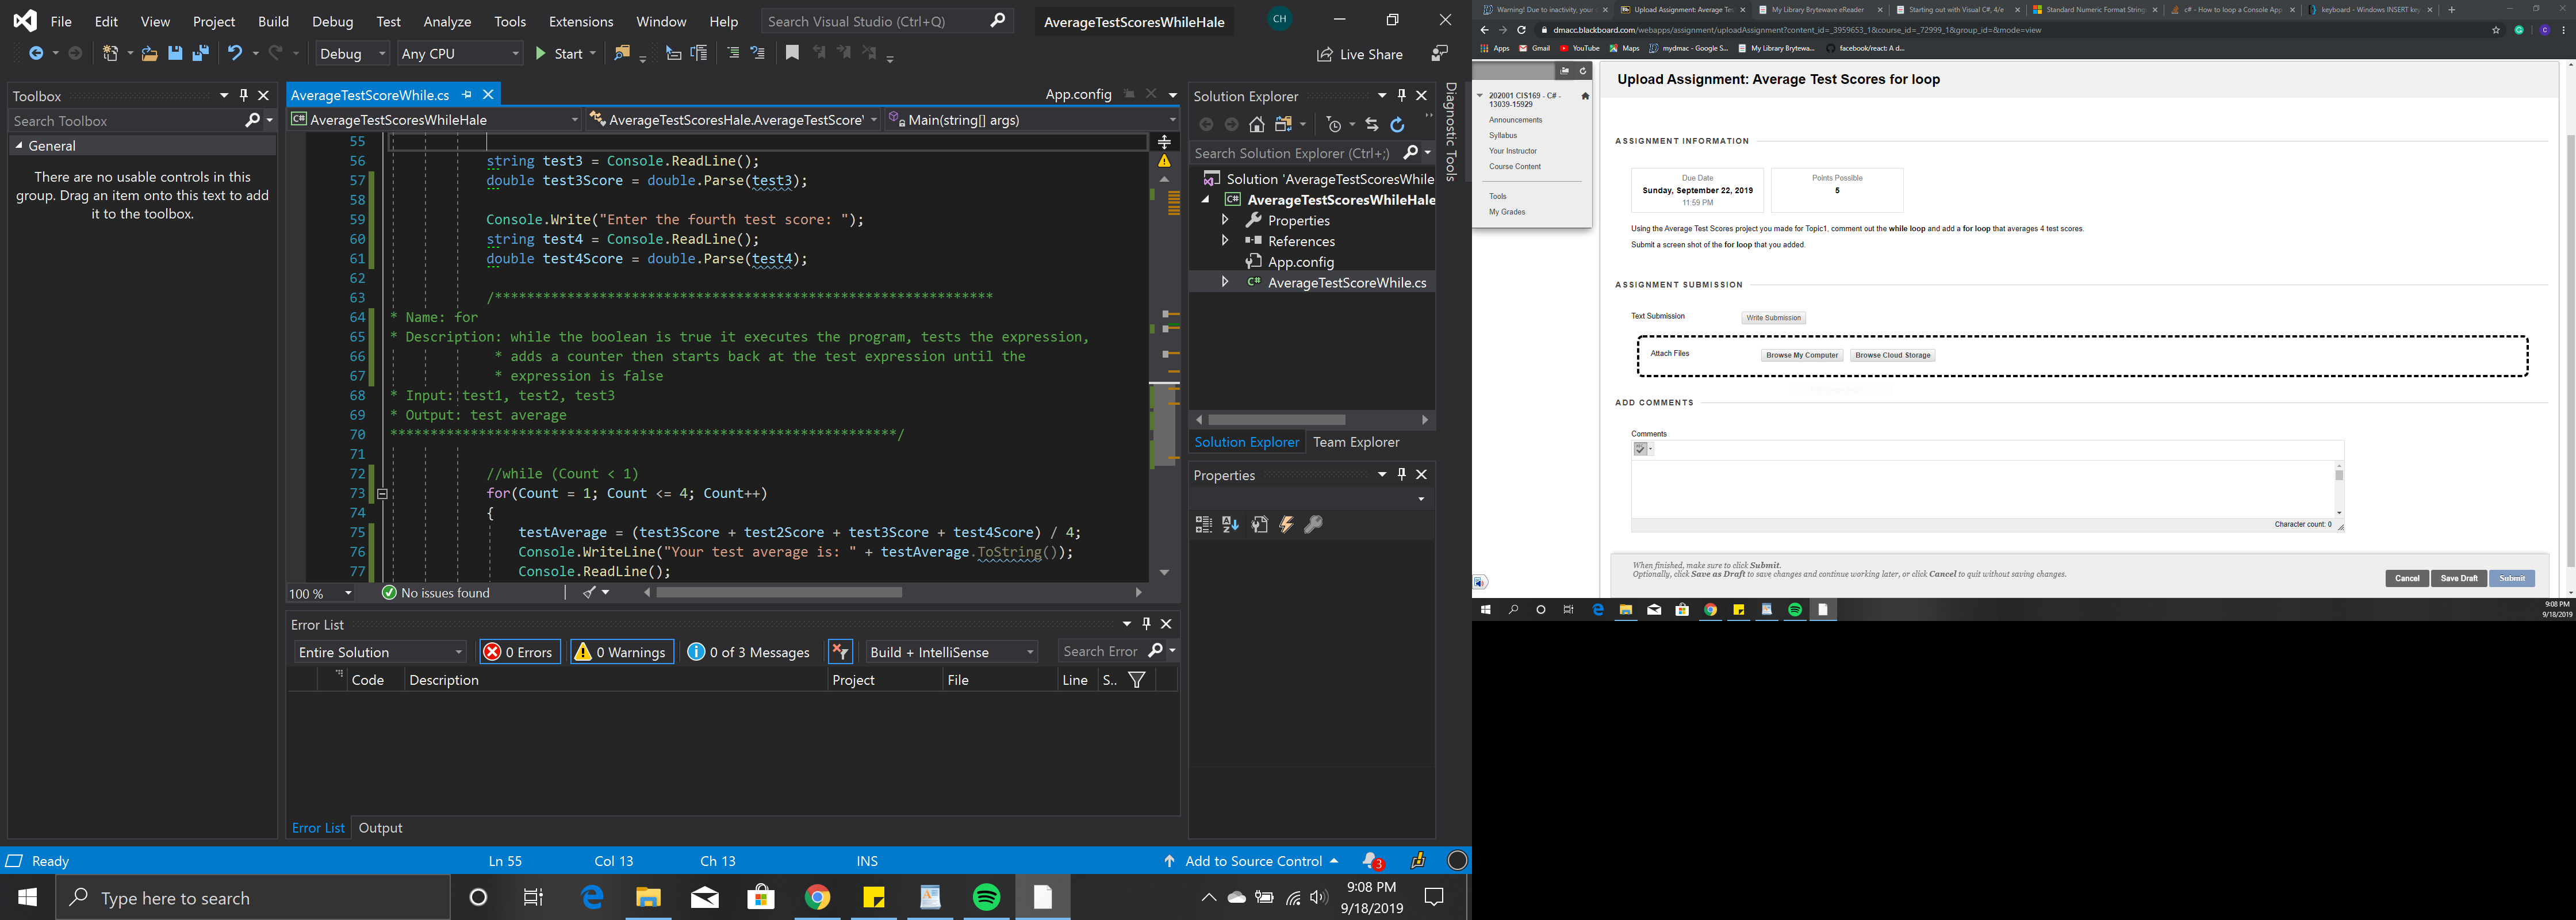 File Edit View Project Build Debug Test Analyze Tools Extensions Window Help Search Visual Studio (Ctrl+Q) AverageTestScoresWhileHale CH
Debug Any CPU Start Live Share
Toolbox
Search Toolbox
General
There are no usable controls in this
group. Drag an item onto this text to add
it to the toolbox.
AverageTestScoreWhile.cs App.config
C# AverageTestScoresWhileHale AverageTestScoresHale.AverageTestScore Main(string[] args)
55
56 string test3 = Console.ReadLine();
57 double test3Score = double.Parse(test3);
58
59 Console.Write("Enter the fourth test score: ");
60 string test4 = Console.ReadLine();
61 double test4Score = double.Parse(test4);
62
63 /**************************************************************
64 * Name: for
65 * Description: while the boolean is true it executes the program, tests the expression,
66 * adds a counter then starts back at the test expression until the
67 * expression is false
68 * Input: test1, test2, test3
69 * Output: test average
70 ***************************************************************/
71
72 //while (Count < 1)
73 for(Count = 1; Count <= 4; Count++)
74 {
75 testAverage = (test3Score + test2Score + test3Score + test4Score) / 4;
76 Console.WriteLine("Your test average is: " + testAverage.ToString());
77 Console.ReadLine();
100 % No issues found
Error List
Entire Solution 0 Errors 0 Warnings 0 of 3 Messages Build + IntelliSense Search Error
Code Description Project File Line S..
Error List Output
Solution Explorer
Search Solution Explorer (Ctrl+;)
Solution 'AverageTestScoresWhile
C# AverageTestScoresWhileHale
Properties
References
App.config
C# AverageTestScoreWhile.cs
Solution Explorer Team Explorer
Properties
Diagnostic Tools
Ready Ln 55 Col 13 Ch 13 INS Add to Source Control 3
Type here to search 9:08 PM
9/18/2019
Warning! Due to inactivity, your Upload Assignment: Average Te My Library Brytewave eReader Starting out with Visual C#, 4/e Standard Numeric Format String c# - How to loop a Console App keyboard - Windows INSERT key
dmacc.blackboard.com/webapps/assignment/uploadAssignment?content_id=_3959653_1&course_id=_72999_1&group_id=&mode=view
Apps Gmail YouTube Maps mydmac - Google S... My Library Brytewa... facebook/react: A d...
202001 CIS169 - C# -
13039-15929
Announcements
Syllabus
Your Instructor
Course Content
Tools
My Grades
Upload Assignment: Average Test Scores for loop
ASSIGNMENT INFORMATION
Due Date
Sunday, September 22, 2019
11:59 PM
Points Possible
5
Using the Average Test Scores project you made for Topic1, comment out the while loop and add a for loop that averages 4 test scores.
Submit a screen shot of the for loop that you added.
ASSIGNMENT SUBMISSION
Text Submission Write Submission
Attach Files Browse My Computer Browse Cloud Storage
ADD COMMENTS
Comments
Character count: 0
When finished, make sure to click Submit.
Optionally, click Save as Draft to save changes and continue working later, or click Cancel to quit without saving changes.
Cancel Save Draft Submit
9:08 PM
9/18/2019